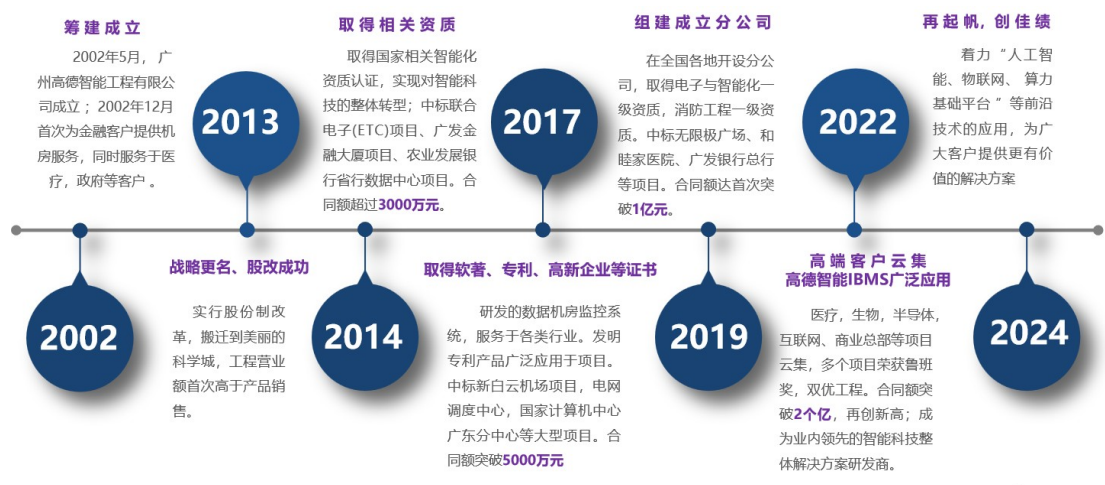 筹建成立
2002年5月，广
州高德智能工程有限公
司成立；2002年12月
首次为金融客户提供机
房服务，同时服务于医
疗，政府等客户。
2002
2013
战略更名、股改成功
实行股份制改
革，搬迁到美丽的
科学城，工程营业
额首次高于产品销
售。
取得相关资质
取得国家相关智能化
资质认证，实现对智能科
技的整体转型；中标联合
电子(ETC)项目、广发金
融大厦项目、农业发展银
行省行数据中心项目。合
同额超过3000万元。
2014
2017
取得软著、专利、高新企业等证书
研发的数据机房监控系
统，服务于各类行业。发明
专利产品广泛应用于项目。
中标新白云机场项目，电网
调度中心，国家计算机中心
广东分中心等大型项目。合
同额突破5000万元
组建成立分公司
在全国各地开设分公
司，取得电子与智能化一
级资质，消防工程一级资
质。中标无限极广场、和
睦家医院、广发银行总行
等项目。合同额达首次突
破1亿元。
2019
2022
高端客户云集
高德智能IBMS广泛应用
医疗，生物，半导体，
互联网、商业总部等项目
云集，多个项目荣获鲁班
奖，双优工程。合同额突
破2个亿，再创新高；成
为业内领先的智能科技整
体解决方案研发商。
再起帆，创佳绩
着力“人工智
能、物联网、算力
基础平台”等前沿
技术的应用，为广
大客户提供更有价
值的解决方案
2024